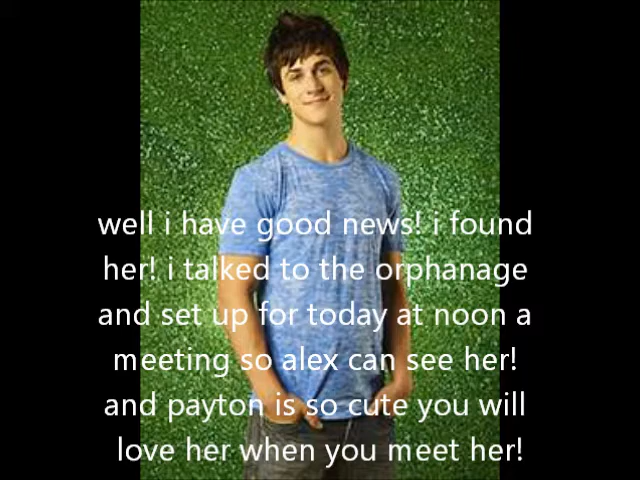 well i have good news! i found
her! i talked to the orphanage
and set up for today at noon a
meeting so alex can see her!
and payton is so cute you will
love her when you meet her!